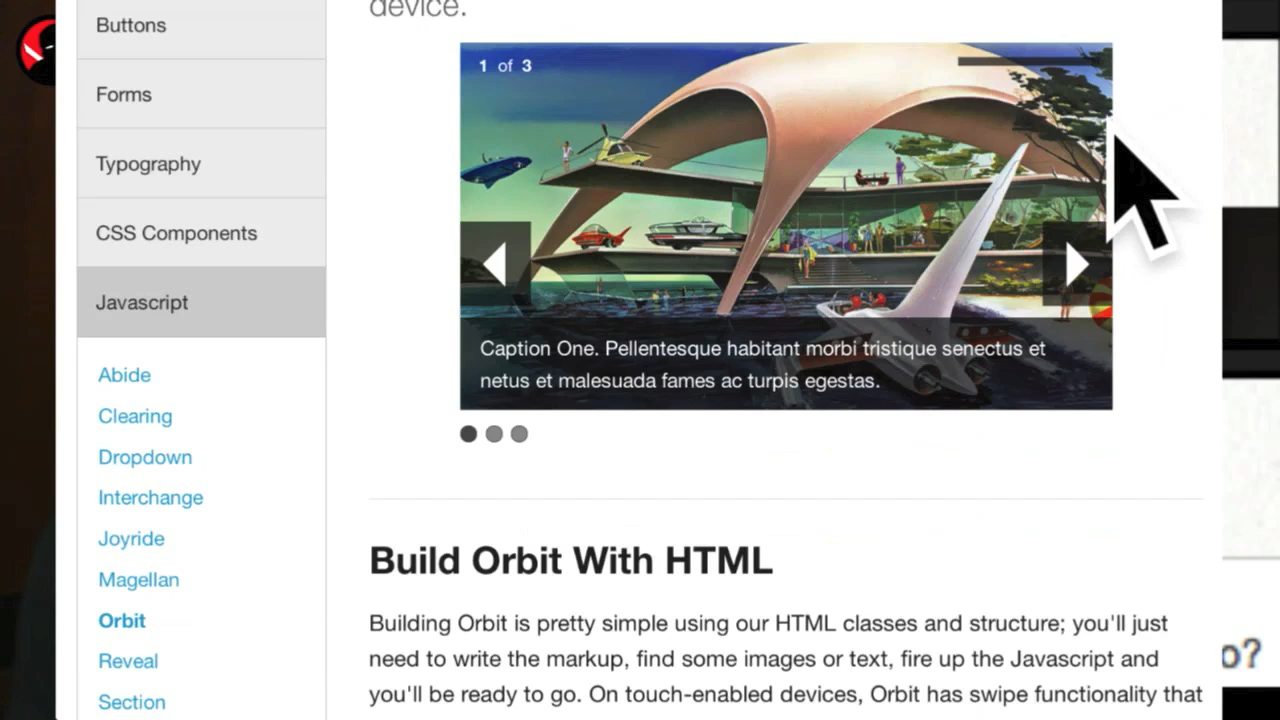 Buttons
Forms
Typography
CSS Components
Javascript
Abide
Clearing
Dropdown
Interchange
Joyride
Magellan
Orbit
Reveal
Section
device.
1 of 3
Caption One. Pellentesque habitant morbi tristique senectus et
netus et malesuada fames ac turpis egestas.
Build Orbit With HTML
Building Orbit is pretty simple using our HTML classes and structure; you'll just
need to write the markup, find some images or text, fire up the Javascript and
you'll be ready to go. On touch-enabled devices, Orbit has swipe functionality that
o?